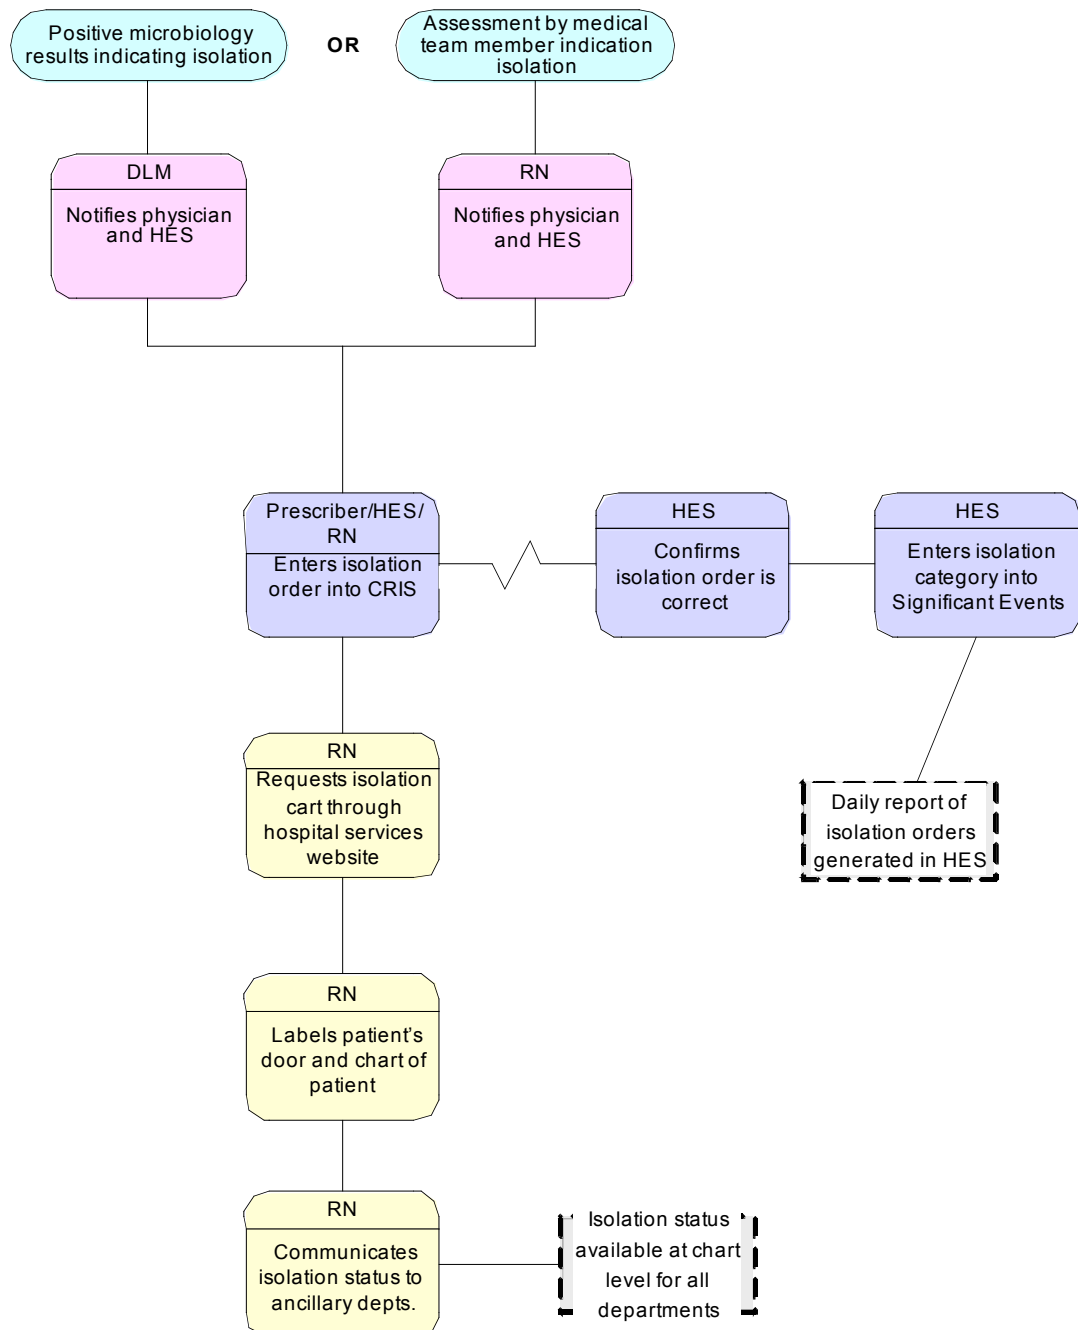 Positive microbiology
results indicating isolation
OR
Assessment by medical
team member indication
isolation
DLM
Notifies physician
and HES
RN
Notifies physician
and HES
Prescriber/HES/
RN
Enters isolation
order into CRIS
HES
Confirms
isolation order is
correct
HES
Enters isolation
category into
Significant Events
RN
Requests isolation
cart through
hospital services
website
Daily report of
isolation orders
generated in HES
RN
Labels patient's
door and chart of
patient
RN
Communicates
isolation status to
ancillary depts.
Isolation status
available at chart
level for all
departments